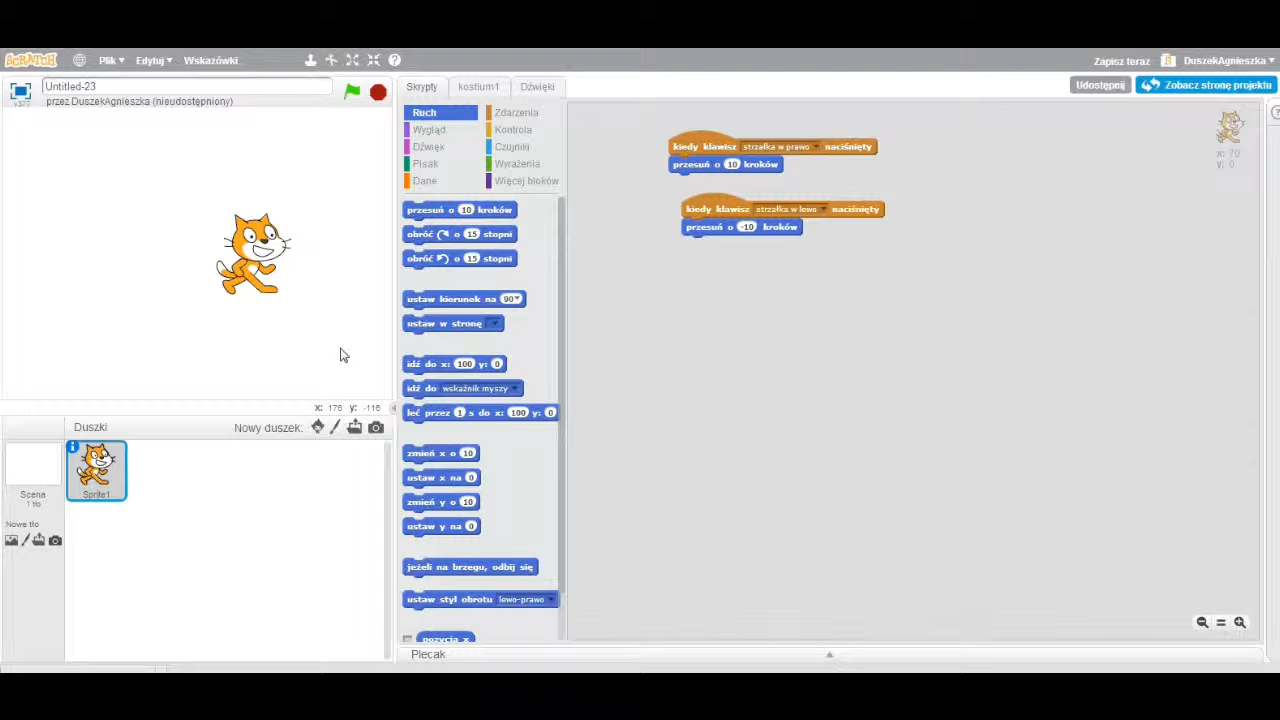 SCRATCH Plik Edytuj Wskazówki Zapisz teraz DuszekAgnieszka
Untitled-23
przez DuszekAgnieszka (nieudostępniony)
v377
Skrypty kostium1 Dźwięki
Udostępnij Zobacz stronę projektu
Ruch Zdarzenia
Wygląd Kontrola
Dźwięk Czujniki
Pisak Wyrażenia
Dane Więcej bloków
przesuń o 10 kroków
obróć o 15 stopni
obróć o 15 stopni
ustaw kierunek na 90
ustaw w stronę
idź do x: 100 y: 0
idź do wskaźnik myszy
leć przez 1 s do x: 100 y: 0
zmień x o 10
ustaw x na 0
zmień y o 10
ustaw y na 0
jeżeli na brzegu, odbij się
ustaw styl obrotu lewo-prawo
pozycja x
kiedy klawisz strzałka w prawo naciśnięty
przesuń o 10 kroków
kiedy klawisz strzałka w lewo naciśnięty
przesuń o -10 kroków
x: 70
y: 0
x: 176 y: -116
Duszki Nowy duszek:
Sprite1
Scena
1 tło
Nowe tło
Plecak